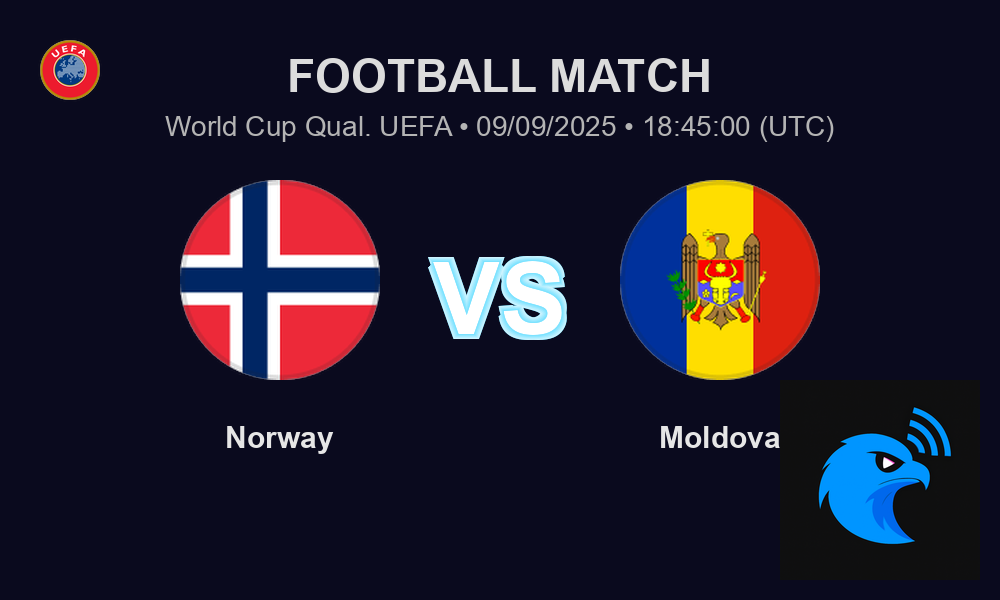 UEFA
FOOTBALL MATCH
World Cup Qual. UEFA • 09/09/2025 • 18:45:00 (UTC)
VS
Norway
Moldova